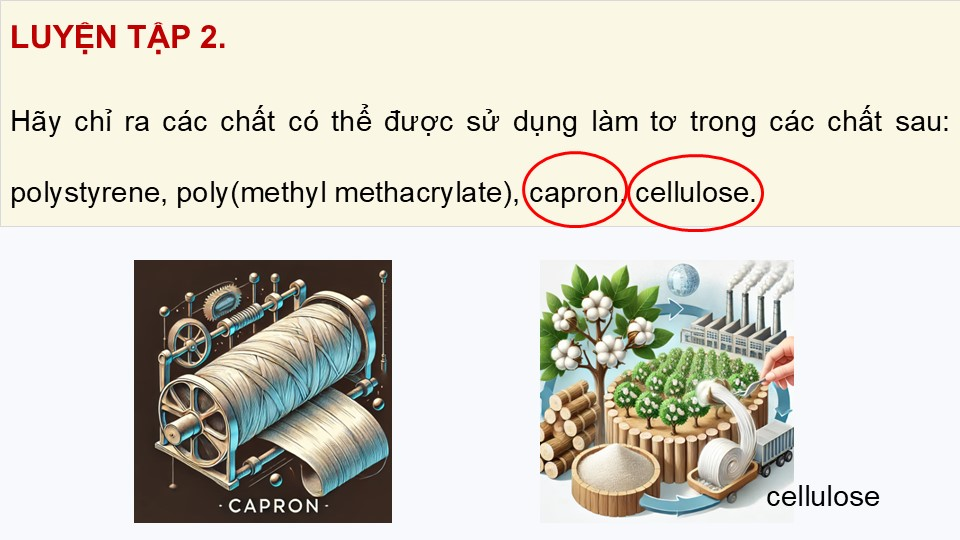 LUYỆN TẬP 2.
Hãy chỉ ra các chất có thể được sử dụng làm tơ trong các chất sau:
polystyrene, poly(methyl methacrylate), capron, cellulose.
· CAPRON ·
cellulose